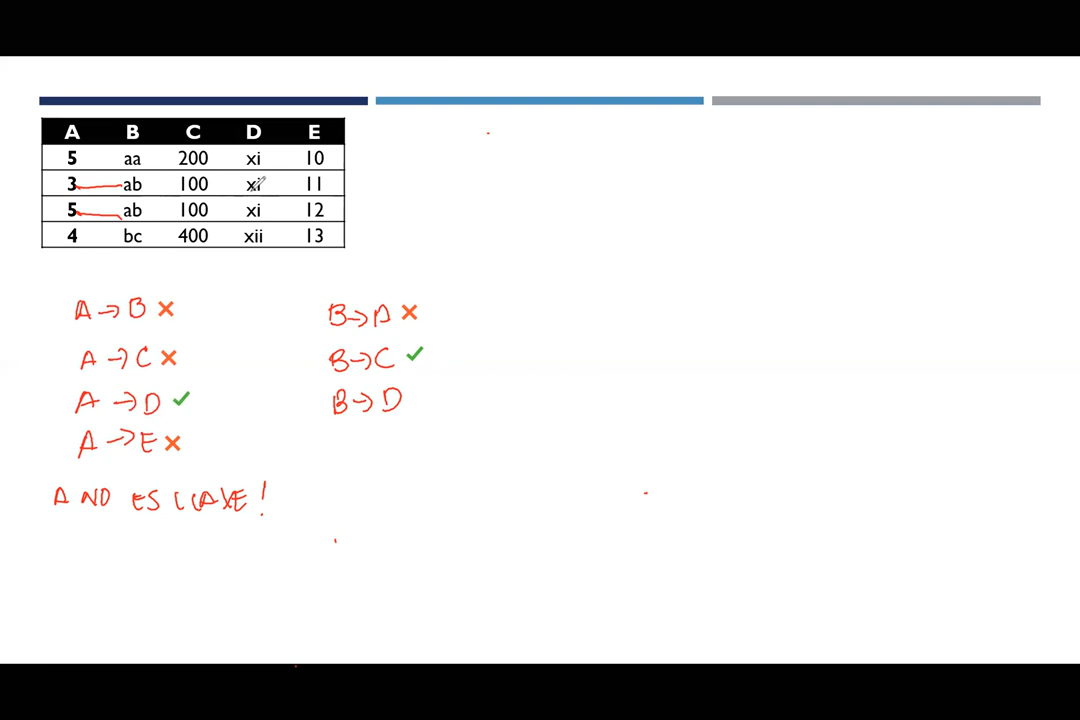 A B C D E
5 aa 200 xi 10
3 ab 100 xi 11
5 ab 100 xi 12
4 bc 400 xii 13
A → B ×
A → C ×
A → D ✓
A → E ×
A NO ES CLAVE!
B → A ×
B → C ✓
B → D